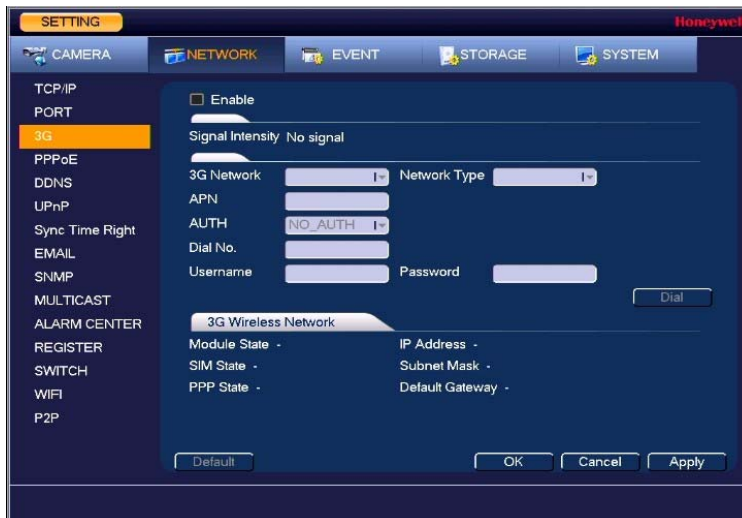 SETTING
Honeywell
CAMERA NETWORK EVENT STORAGE SYSTEM
TCP/IP
PORT
3G
PPPoE
DDNS
UPnP
Sync Time Right
EMAIL
SNMP
MULTICAST
ALARM CENTER
REGISTER
SWITCH
WIFI
P2P
Enable
Signal Intensity No signal
3G Network Network Type
APN
AUTH NO_AUTH
Dial No.
Username Password
Dial
3G Wireless Network
Module State - IP Address -
SIM State - Subnet Mask -
PPP State - Default Gateway -
Default OK Cancel Apply